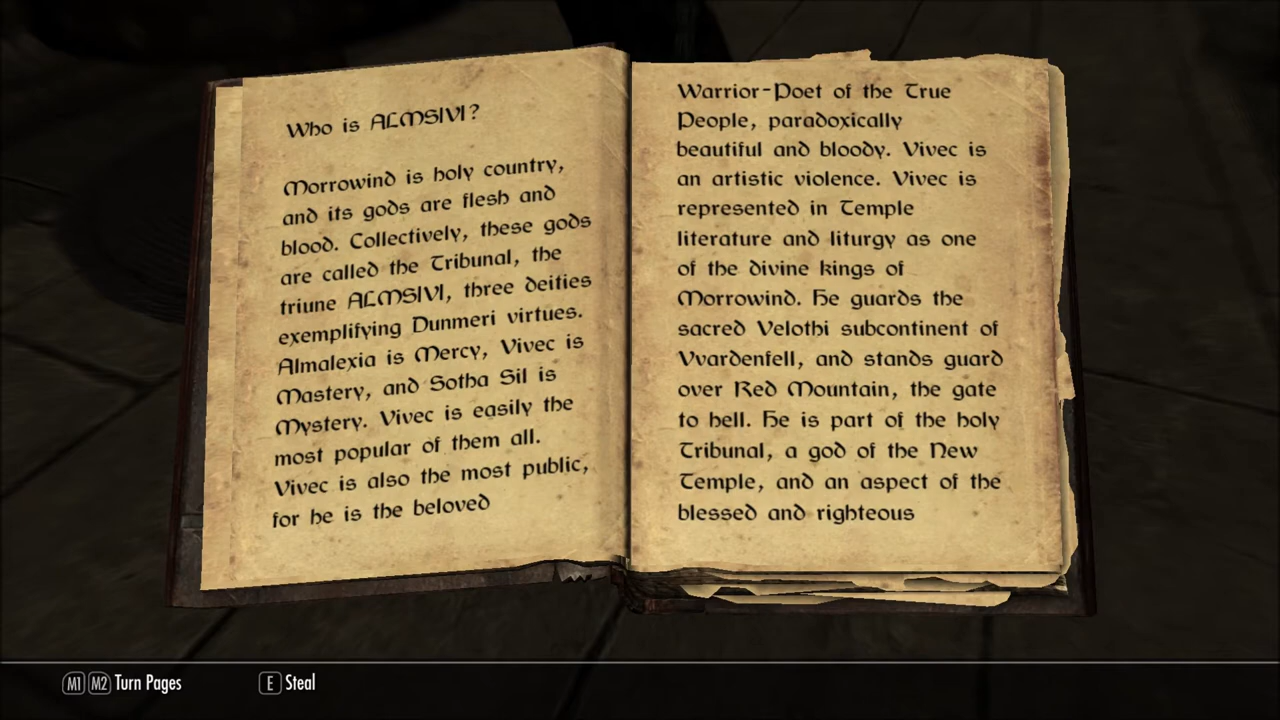 Who is ALMSIVI?
Morrowind is holy country,
and its gods are flesh and
blood. Collectively, these gods
are called the Tribunal, the
triune ALMSIVI, three deities
exemplifying Dunmeri virtues.
Almalexia is Mercy, Vivec is
Mastery, and Sotha Sil is
Mystery. Vivec is easily the
most popular of them all.
Vivec is also the most public,
for he is the beloved
Warrior-Poet of the True
People, paradoxically
beautiful and bloody. Vivec is
an artistic violence. Vivec is
represented in Temple
literature and liturgy as one
of the divine kings of
Morrowind. He guards the
sacred Velothi subcontinent of
Vvardenfell, and stands guard
over Red Mountain, the gate
to hell. He is part of the holy
Tribunal, a god of the New
Temple, and an aspect of the
blessed and righteous
M1 M2 Turn Pages E Steal